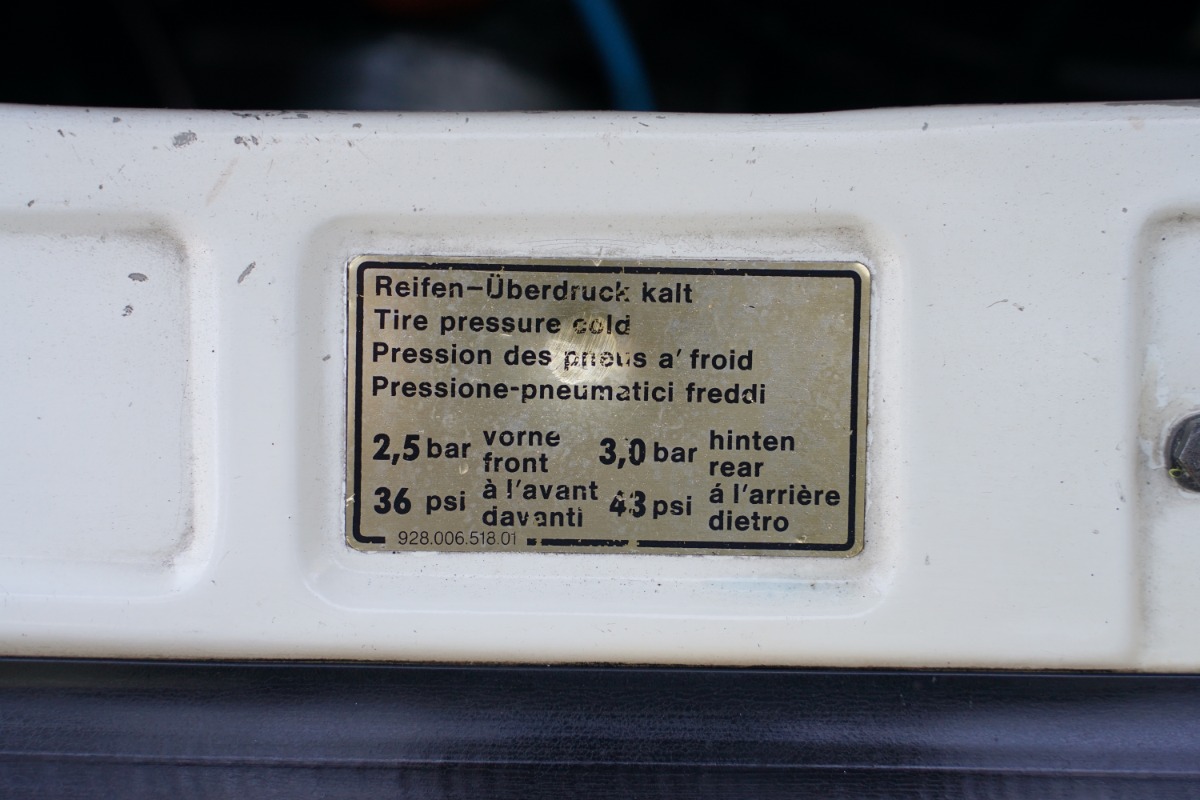 Reifen-Überdruck kalt
Tire pressure cold
Pression des pneus a' froid
Pressione-pneumatici freddi
2,5 bar vorne front 3,0 bar hinten rear
36 psi à l'avant davanti 43 psi á l'arrière dietro
928.006.518.01